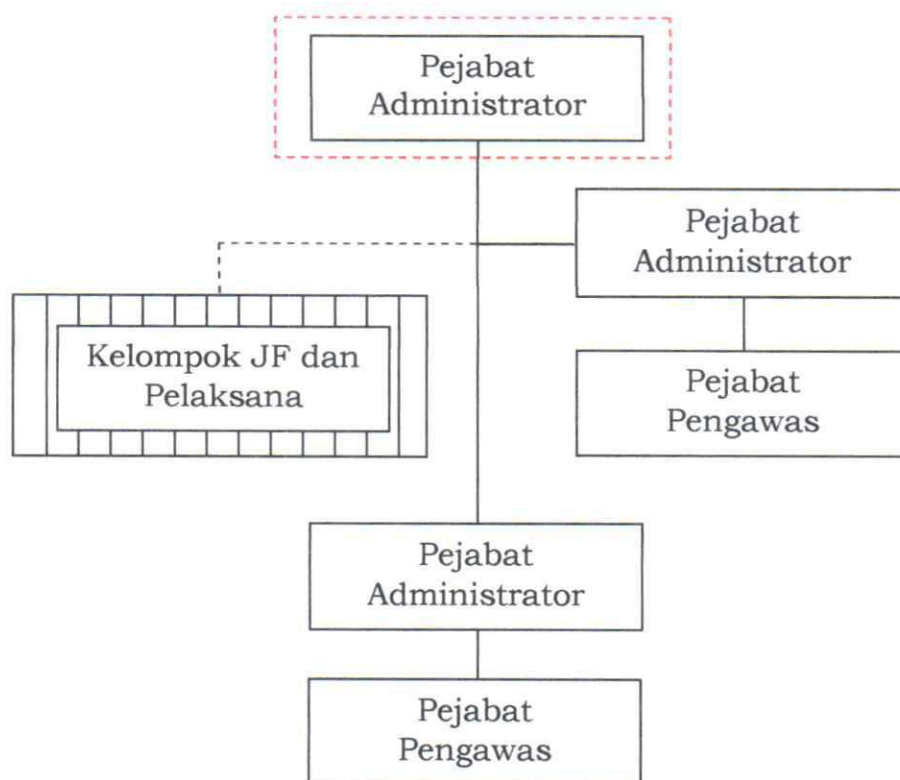 Pejabat
Administrator
Pejabat
Administrator
Kelompok JF dan
Pelaksana
Pejabat
Pengawas
Pejabat
Administrator
Pejabat
Pengawas